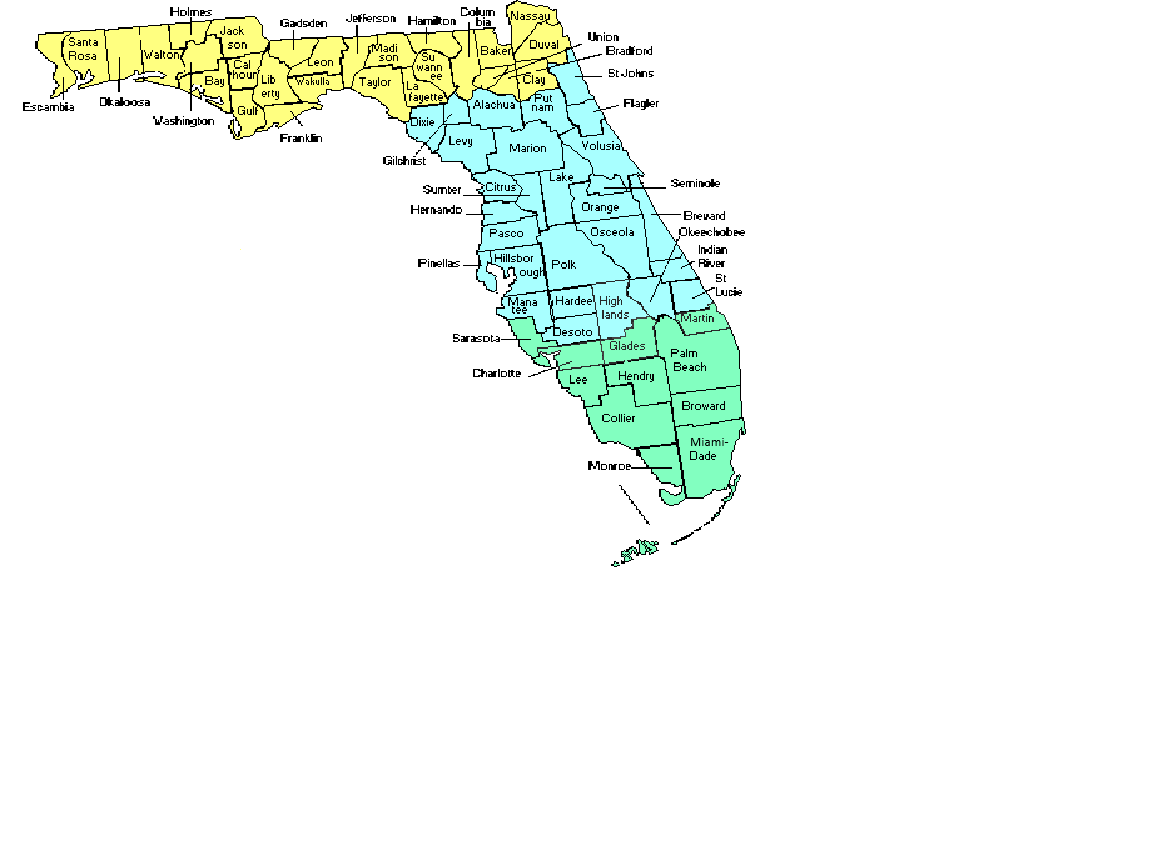 Holmes
Gadsden
Jefferson
Hamilton
Colum
bia
Nassau
Jack
son
Santa
Rosa
Walton
Leon
Madi
son
Su
wann
ee
Baker
Duval
Union
Bradford
Cal
houn
Bay
Lib
erty
Wakulla
Taylor
La
fayette
Clay
St Johns
Escambia
Okaloosa
Washington
Gulf
Franklin
Dixie
Alachua
Put
nam
Flagler
Gilchrist
Levy
Marion
Volusia
Sumter
Citrus
Lake
Seminole
Hernando
Orange
Brevard
Pasco
Osceola
Okeechobee
Pinellas
Hillsbor
ough
Polk
Indian
River
St
Lucie
Mana
tee
Hardee
High
lands
Martin
Sarasota
Desoto
Glades
Palm
Beach
Charlotte
Lee
Hendry
Collier
Broward
Miami-
Dade
Monroe